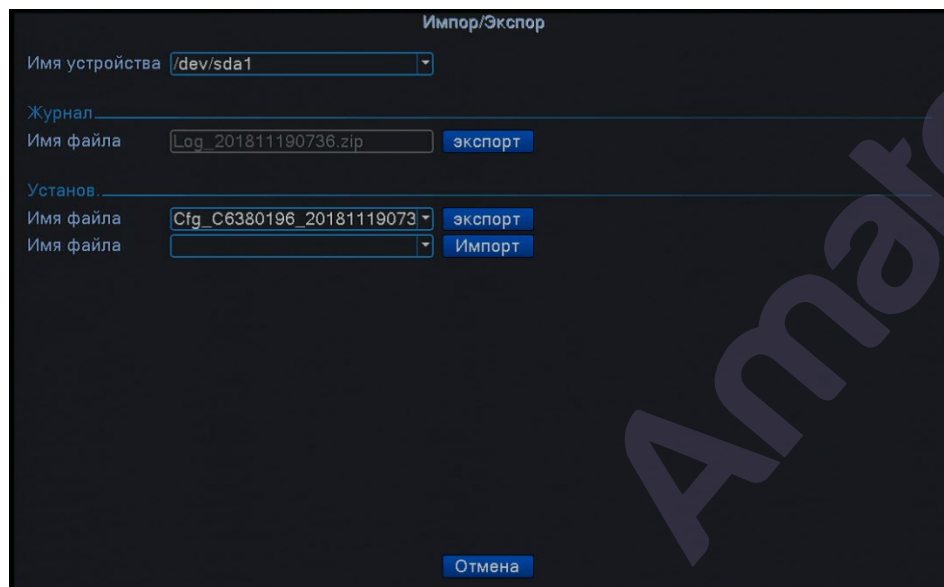 Импор/Экспор
Имя устройства /dev/sda1
Журнал
Имя файла Log_201811190736.zip экспорт
Установ.
Имя файла Cfg_C6380196_20181119073 экспорт
Имя файла Импорт
Отмена
Amat